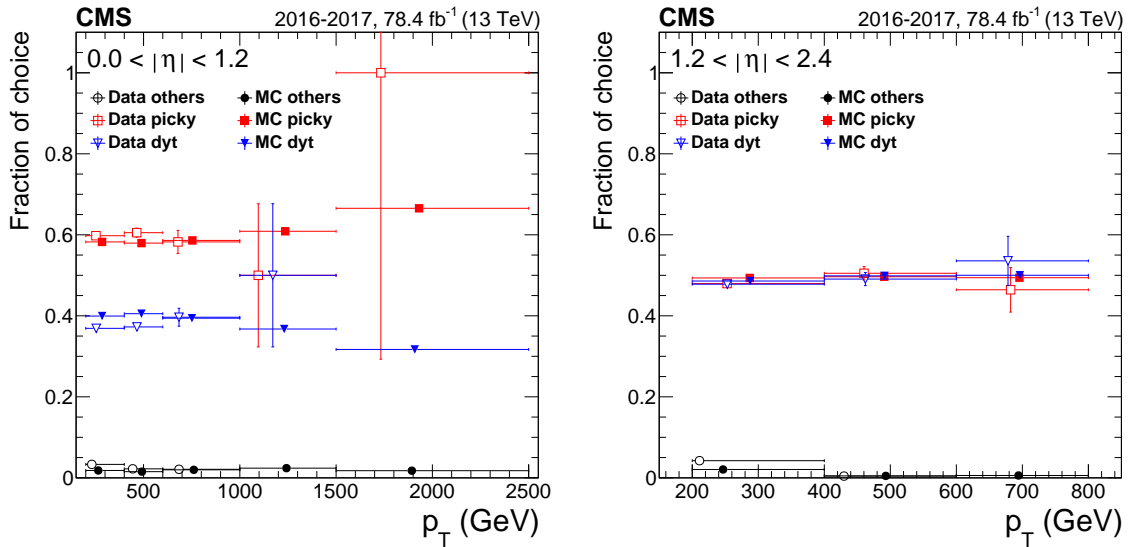 CMS 2016-2017, 78.4 fb⁻¹ (13 TeV)
0.0 < |η| < 1.2
Data others MC others
Data picky MC picky
Data dyt MC dyt
Fraction of choice
1
0.8
0.6
0.4
0.2
0
500 1000 1500 2000 2500
p_T (GeV)
CMS 2016-2017, 78.4 fb⁻¹ (13 TeV)
1.2 < |η| < 2.4
Data others MC others
Data picky MC picky
Data dyt MC dyt
Fraction of choice
1
0.8
0.6
0.4
0.2
0
200 300 400 500 600 700 800
p_T (GeV)